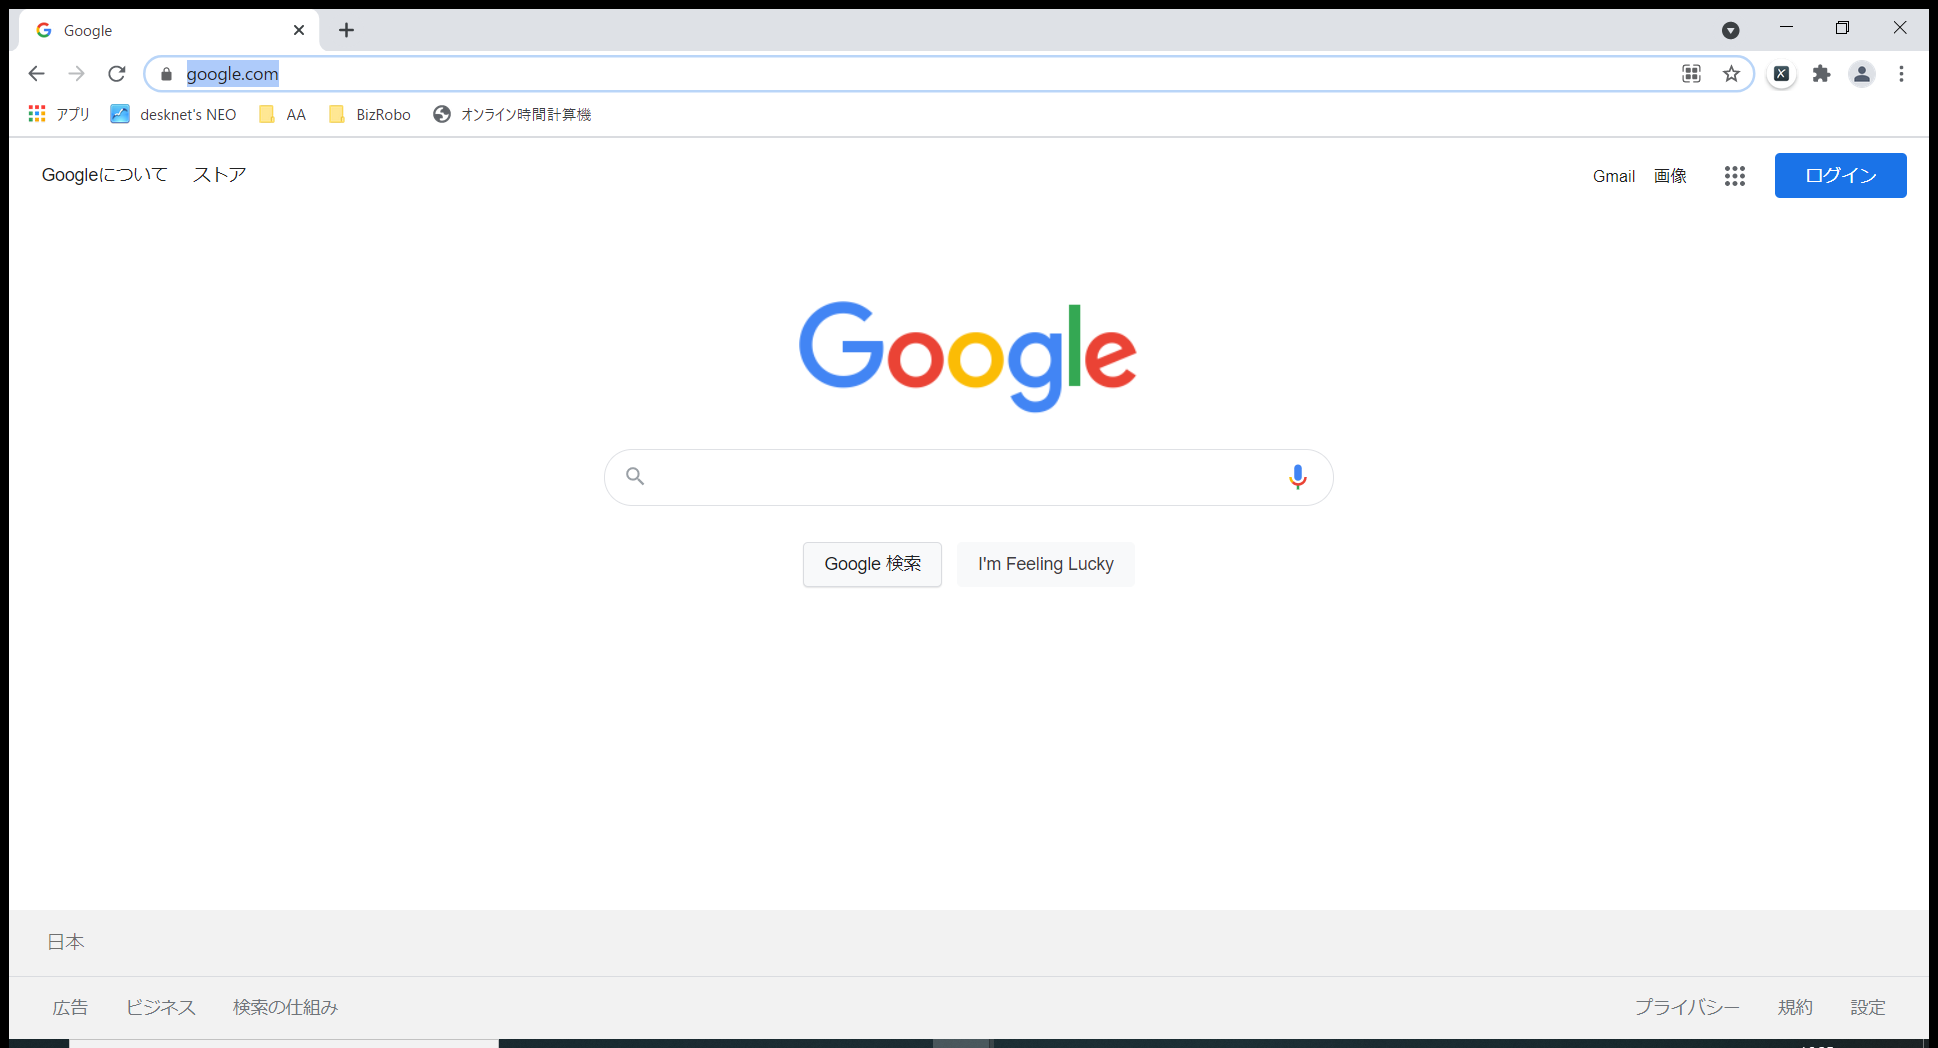 Google
google.com
アプリ desknet's NEO AA BizRobo オンライン時間計算機
Googleについて ストア Gmail 画像 ログイン
Google
Google 検索 I'm Feeling Lucky
日本
広告 ビジネス 検索の仕組み プライバシー 規約 設定